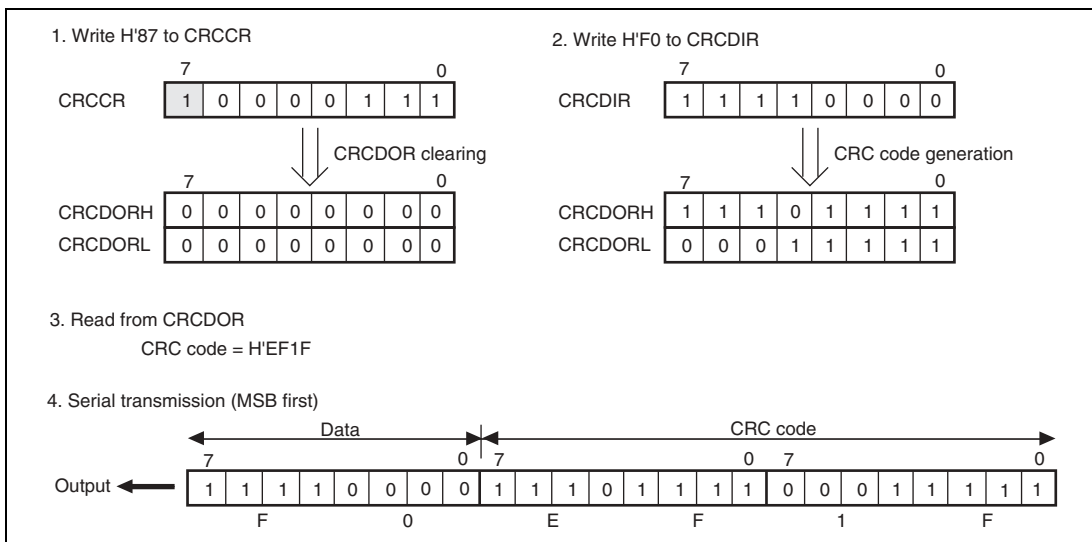 1. Write H'87 to CRCCR
7 0
CRCCR 1 0 0 0 0 1 1 1
CRCDOR clearing
7 0
CRCDORH 0 0 0 0 0 0 0 0
CRCDORL 0 0 0 0 0 0 0 0
2. Write H'F0 to CRCDIR
7 0
CRCDIR 1 1 1 1 0 0 0 0
CRC code generation
7 0
CRCDORH 1 1 1 0 1 1 1 1
CRCDORL 0 0 0 1 1 1 1 1
3. Read from CRCDOR
CRC code = H'EF1F
4. Serial transmission (MSB first)
Data CRC code
7 0 7 0 7 0
Output 1 1 1 1 0 0 0 0 1 1 1 0 1 1 1 1 0 0 0 1 1 1 1 1
F 0 E F 1 F